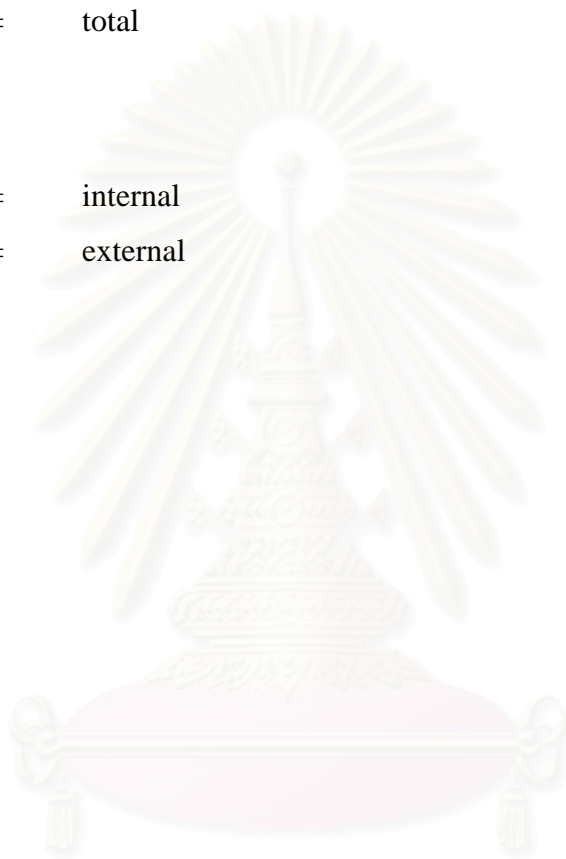 = total
= internal
= external